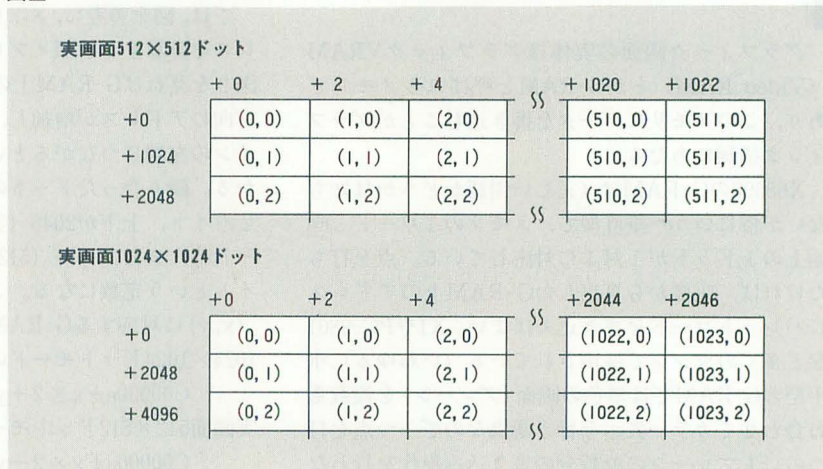 実画面512×512ドット
+0 +2 +4 +1020 +1022
+0 (0,0) (1,0) (2,0) (510,0) (511,0)
+1024 (0,1) (1,1) (2,1) (510,1) (511,1)
+2048 (0,2) (1,2) (2,2) (510,2) (511,2)
実画面1024×1024ドット
+0 +2 +4 +2044 +2046
+0 (0,0) (1,0) (2,0) (1022,0) (1023,0)
+2048 (0,1) (1,1) (2,1) (1022,1) (1023,1)
+4096 (0,2) (1,2) (2,2) (1022,2) (1023,2)